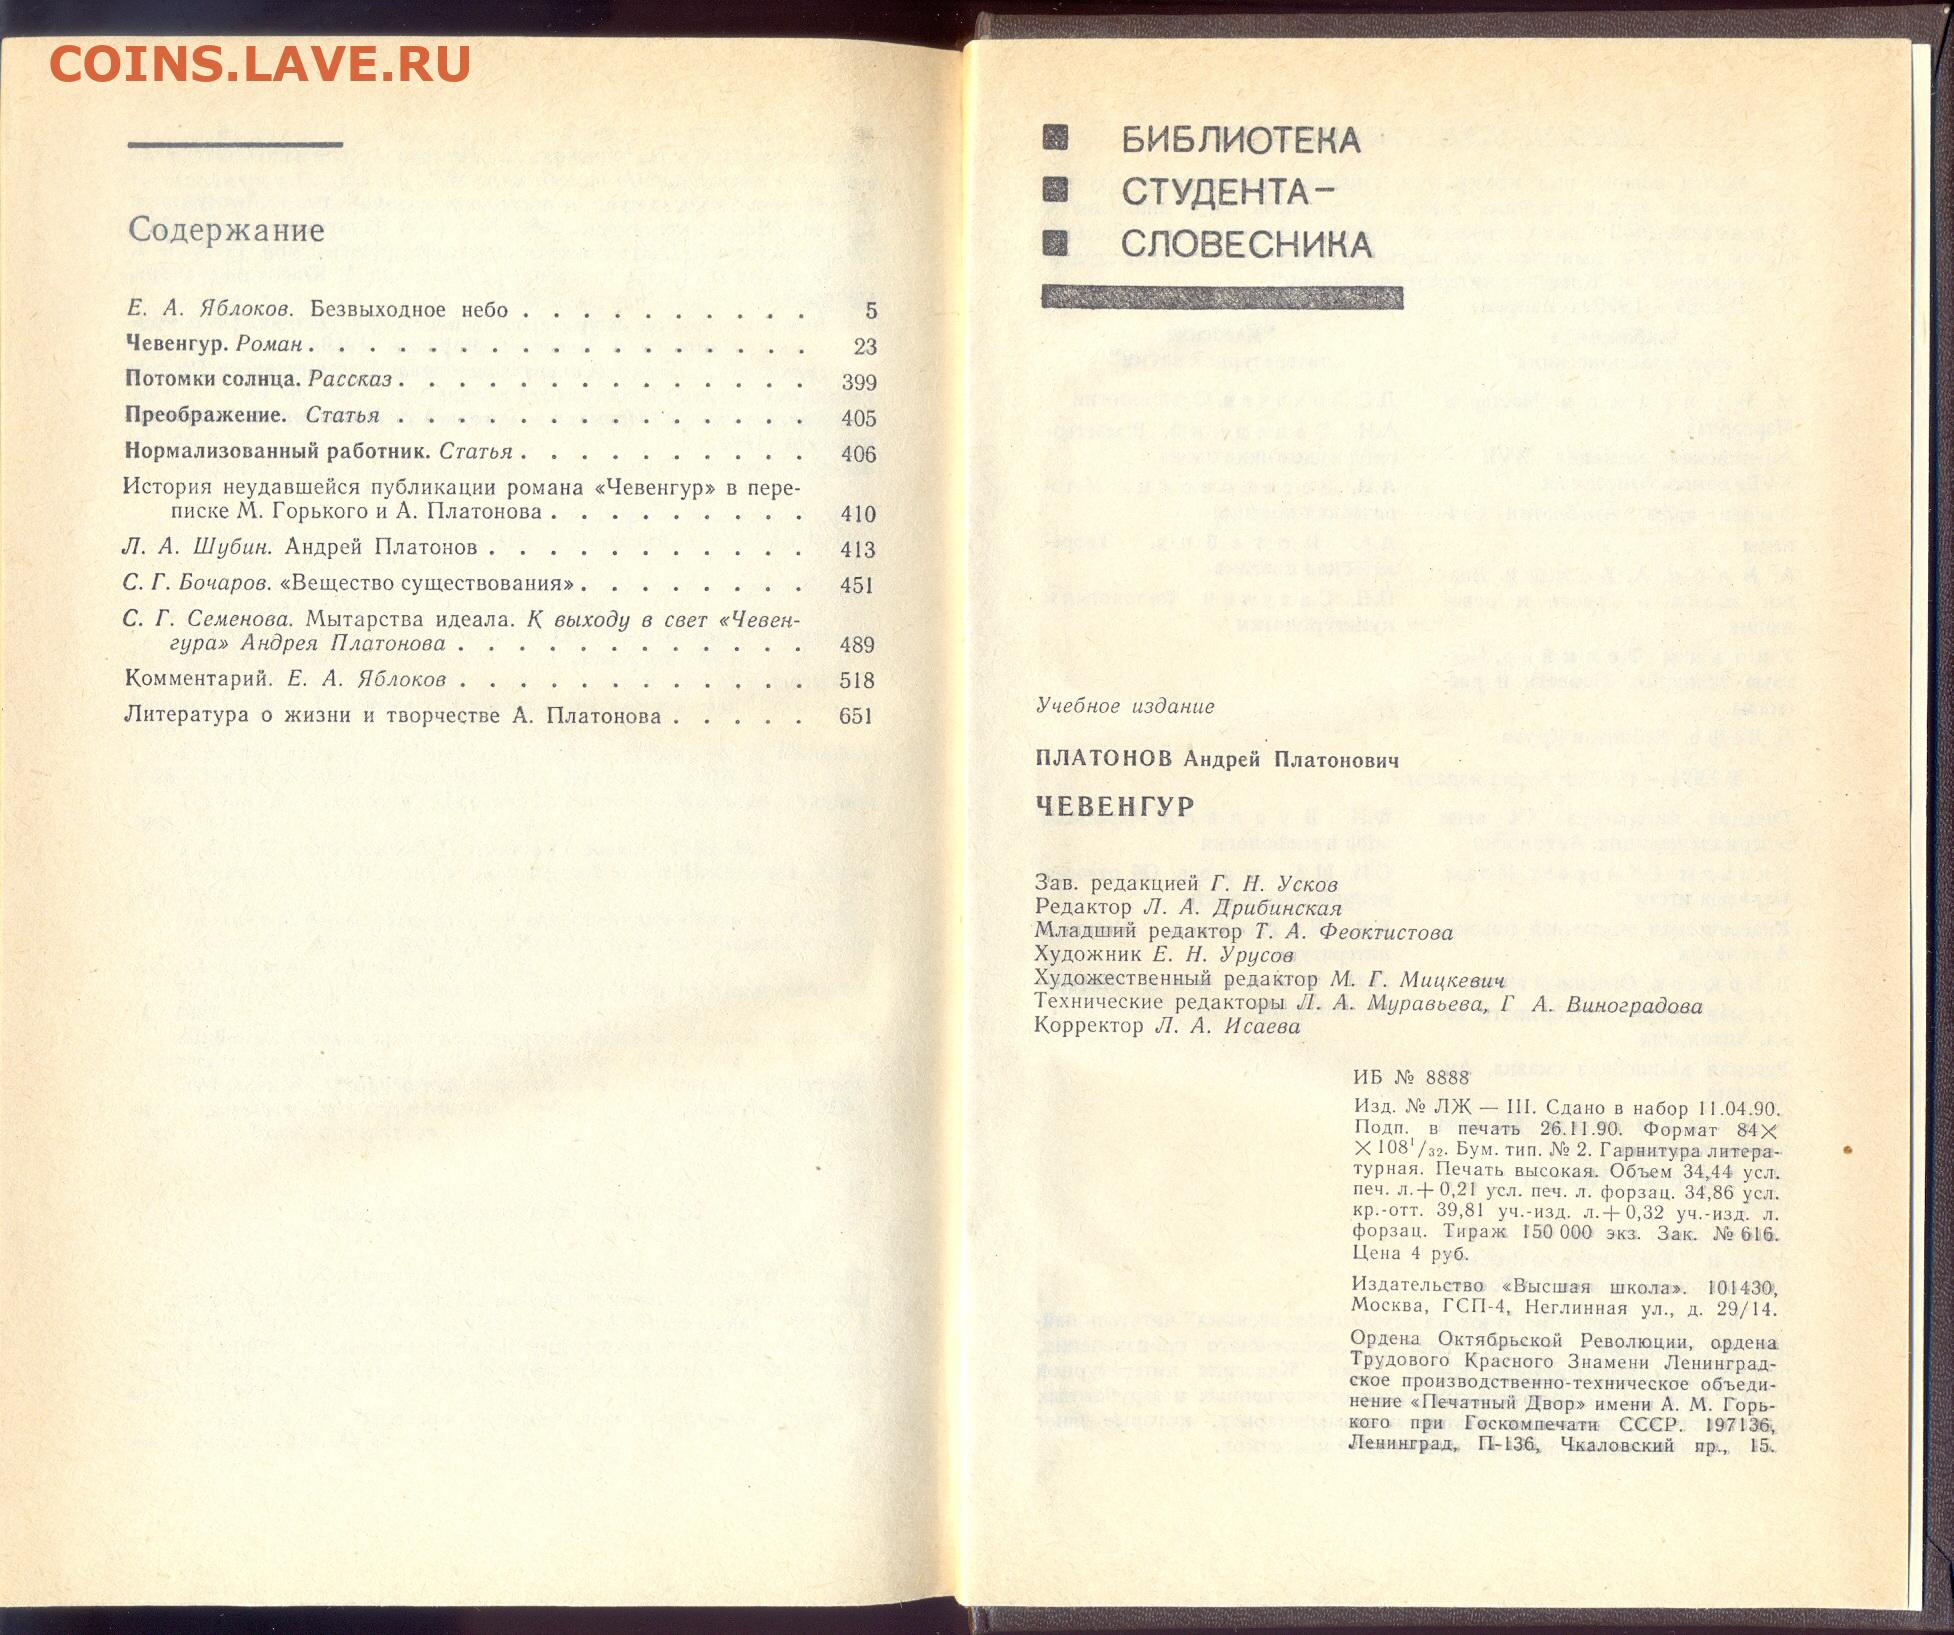 COINS.LAVE.RU
Содержание
Е. А. Яблоков. Безвыходное небо . . . . . . . . . . 5
Чевенгур. Роман . . . . . . . . . . . . . . . . . 23
Потомки солнца. Рассказ . . . . . . . . . . . . . . 399
Преображение. Статья . . . . . . . . . . . . . . 405
Нормализованный работник. Статья . . . . . . . . . . 406
История неудавшейся публикации романа «Чевенгур» в пере-
писке М. Горького и А. Платонова . . . . . . . . . 410
Л. А. Шубин. Андрей Платонов . . . . . . . . . . . 413
С. Г. Бочаров. «Вещество существования» . . . . . . . . 451
С. Г. Семенова. Мытарства идеала. К выходу в свет «Чевен-
гура» Андрея Платонова . . . . . . . . . . . . 489
Комментарий. Е. А. Яблоков . . . . . . . . . . . . 518
Литература о жизни и творчестве А. Платонова . . . . . 651
БИБЛИОТЕКА
СТУДЕНТА–
СЛОВЕСНИКА
Учебное издание
ПЛАТОНОВ Андрей Платонович
ЧЕВЕНГУР
Зав. редакцией Г. Н. Усков
Редактор Л. А. Дрибинская
Младший редактор Т. А. Феоктистова
Художник Е. Н. Урусов
Художественный редактор М. Г. Мицкевич
Технические редакторы Л. А. Муравьева, Г А. Виноградова
Корректор Л. А. Исаева
ИБ № 8888
Изд. № ЛЖ — 111. Сдано в набор 11.04.90.
Подп. в печать 26.11.90. Формат 84×
×108¹/₃₂. Бум. тип. № 2. Гарнитура литера-
турная. Печать высокая. Объем 34,44 усл.
печ. л.+0,21 усл. печ. л. форзац. 34,86 усл.
кр.-отт. 39,81 уч.-изд. л.+0,32 уч.-изд. л.
форзац. Тираж 150 000 экз. Зак. № 616.
Цена 4 руб.
Издательство «Высшая школа». 101430,
Москва, ГСП-4, Неглинная ул., д. 29/14.
Ордена Октябрьской Революции, ордена
Трудового Красного Знамени Ленинград-
ское производственно-техническое объеди-
нение «Печатный Двор» имени А. М. Горь-
кого при Госкомпечати СССР. 197136,
Ленинград, П-136, Чкаловский пр., 15.